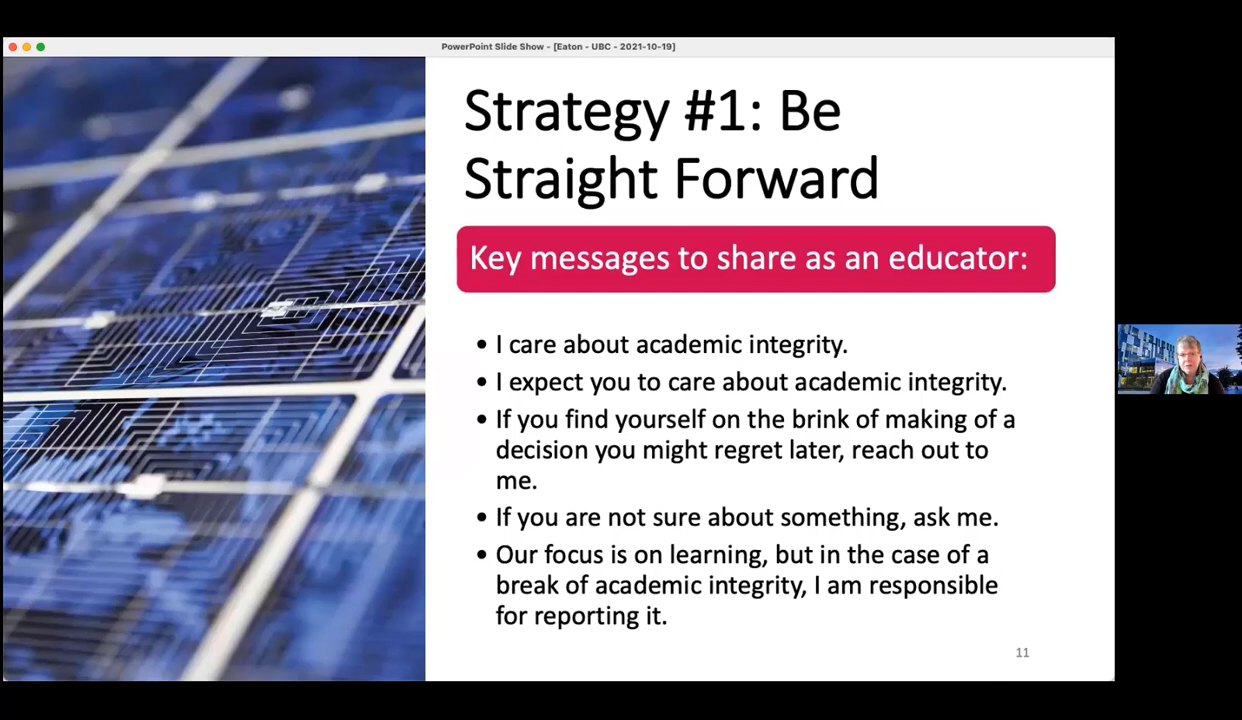 PowerPoint Slide Show - [Eaton - UBC - 2021-10-19]
Strategy #1: Be
Straight Forward
Key messages to share as an educator:
• I care about academic integrity.
• I expect you to care about academic integrity.
• If you find yourself on the brink of making of a
decision you might regret later, reach out to
me.
• If you are not sure about something, ask me.
• Our focus is on learning, but in the case of a
break of academic integrity, I am responsible
for reporting it.
11